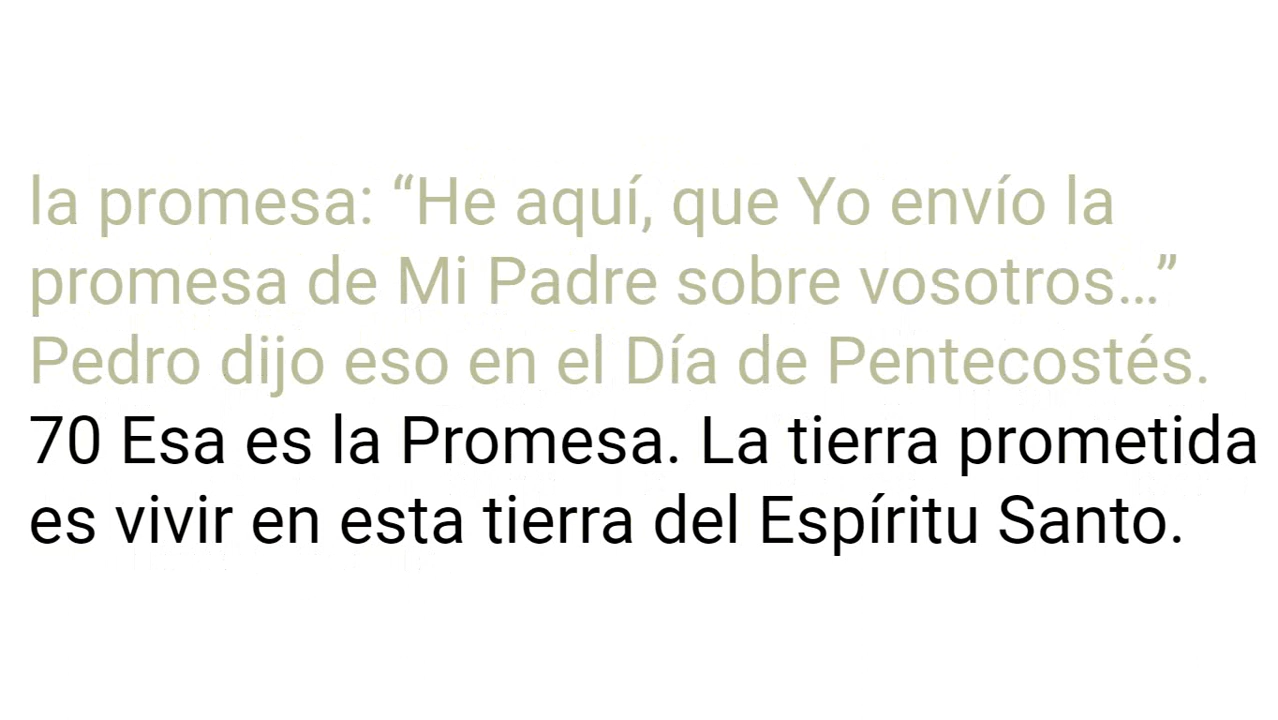 la promesa: “He aquí, que Yo envío la
promesa de Mi Padre sobre vosotros…”
Pedro dijo eso en el Día de Pentecostés.
70 Esa es la Promesa. La tierra prometida
es vivir en esta tierra del Espíritu Santo.